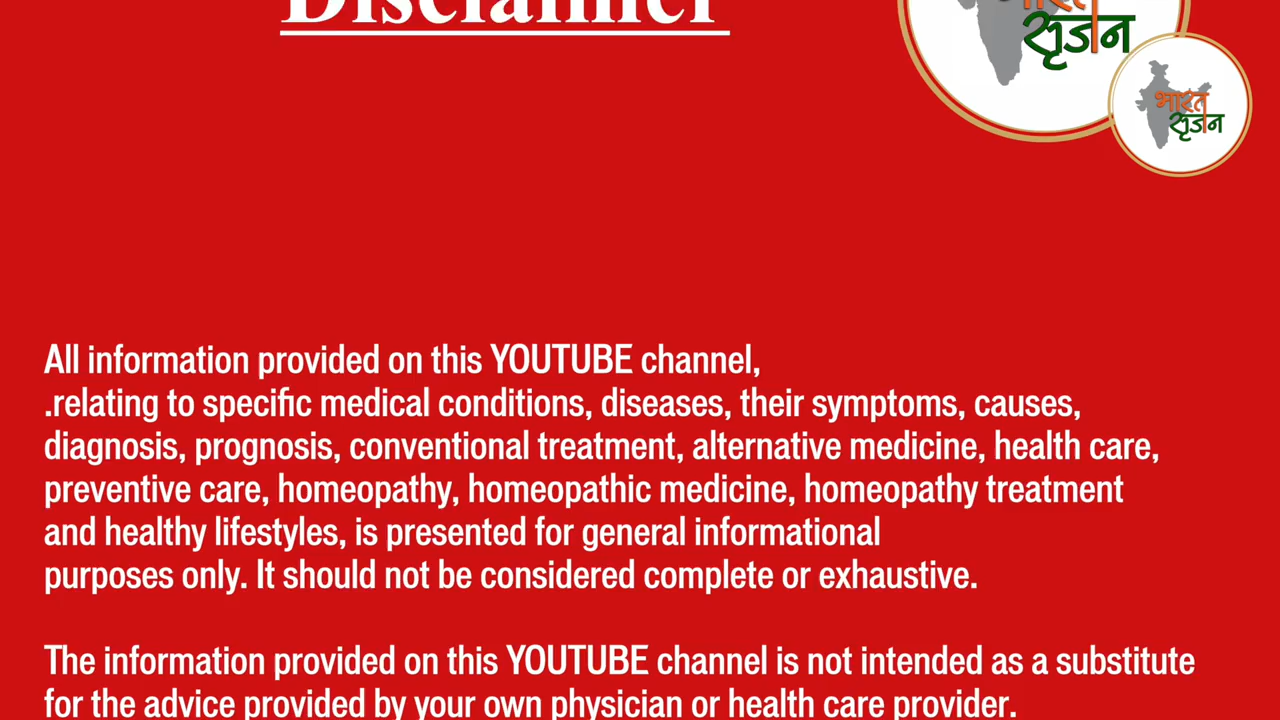 Disclaimer
भारत
सृजन
भारत
सृजन
All information provided on this YOUTUBE channel,
.relating to specific medical conditions, diseases, their symptoms, causes,
diagnosis, prognosis, conventional treatment, alternative medicine, health care,
preventive care, homeopathy, homeopathic medicine, homeopathy treatment
and healthy lifestyles, is presented for general informational
purposes only. It should not be considered complete or exhaustive.
The information provided on this YOUTUBE channel is not intended as a substitute
for the advice provided by your own physician or health care provider.